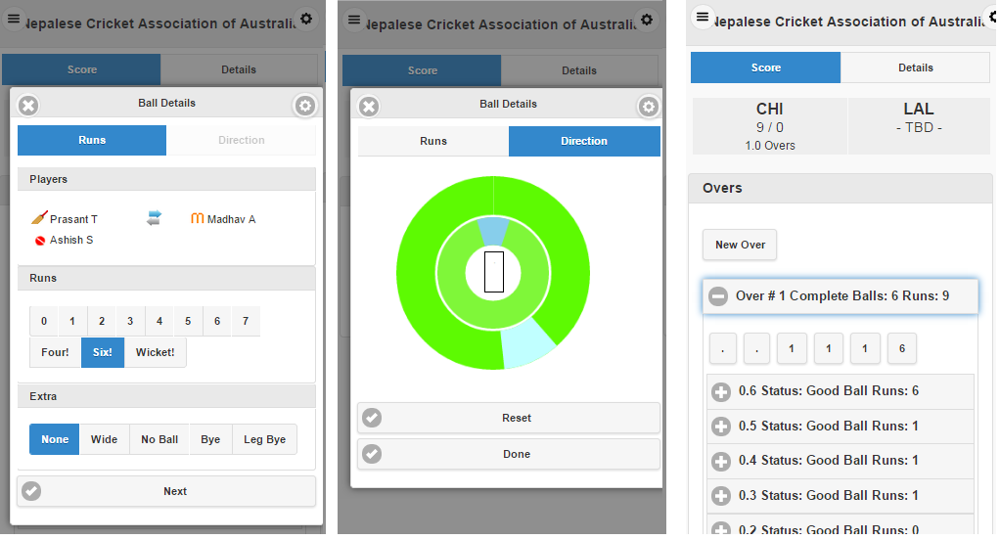 Nepalese Cricket Association of Australi
Score Details
Ball Details
Runs Direction
Players
Prasant T Madhav A
Ashish S
Runs
0 1 2 3 4 5 6 7
Four! Six! Wicket!
Extra
None Wide No Ball Bye Leg Bye
Next
Nepalese Cricket Association of Australi
Score Details
Ball Details
Runs Direction
Reset
Done
Nepalese Cricket Association of Australi
Score Details
CHI LAL
9 / 0 - TBD -
1.0 Overs
Overs
New Over
Over # 1 Complete Balls: 6 Runs: 9
. . 1 1 1 6
0.6 Status: Good Ball Runs: 6
0.5 Status: Good Ball Runs: 1
0.4 Status: Good Ball Runs: 1
0.3 Status: Good Ball Runs: 1
0.2 Status: Good Ball Runs: 0